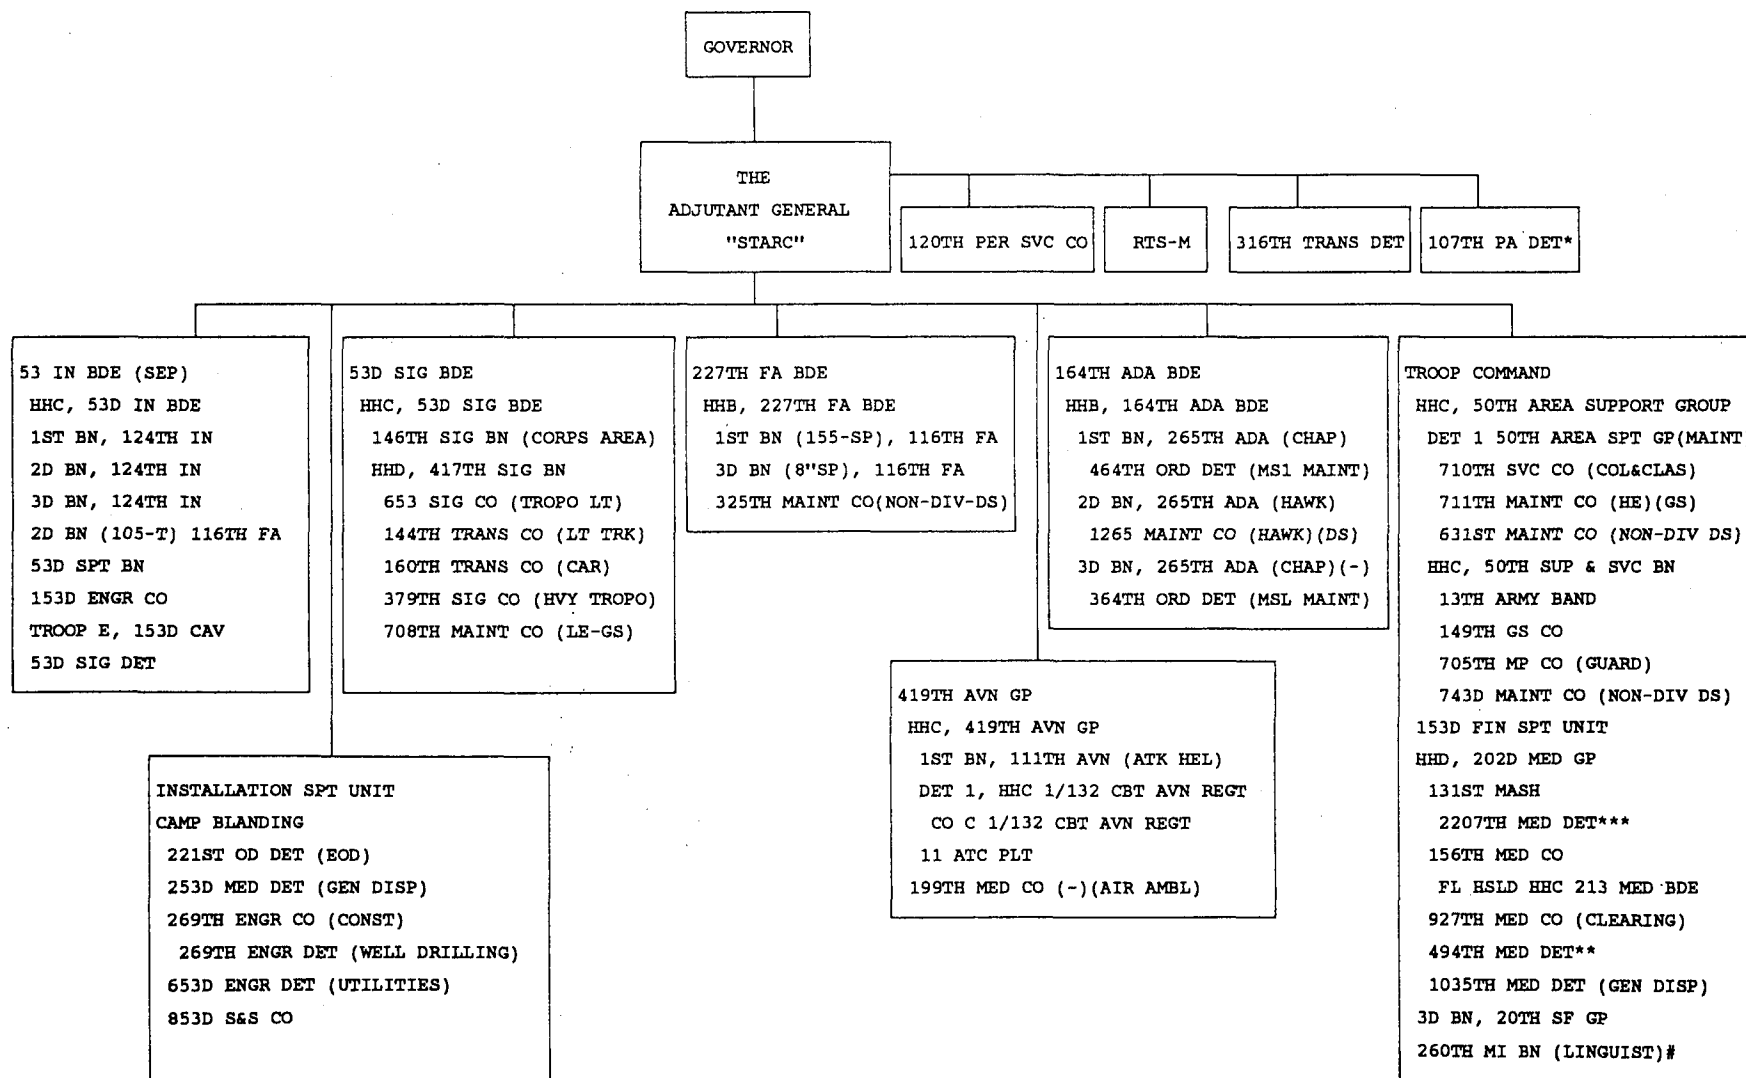 GOVERNOR
THE
ADJUTANT GENERAL
"STARC"
120TH PER SVC CO
RTS-M
316TH TRANS DET
107TH PA DET*
53 IN BDE (SEP)
HHC, 53D IN BDE
1ST BN, 124TH IN
2D BN, 124TH IN
3D BN, 124TH IN
2D BN (105-T) 116TH FA
53D SPT BN
153D ENGR CO
TROOP E, 153D CAV
53D SIG DET
53D SIG BDE
HHC, 53D SIG BDE
146TH SIG BN (CORPS AREA)
HHD, 417TH SIG BN
653 SIG CO (TROPO LT)
144TH TRANS CO (LT TRK)
160TH TRANS CO (CAR)
379TH SIG CO (HVY TROPO)
708TH MAINT CO (LE-GS)
227TH FA BDE
HHB, 227TH FA BDE
1ST BN (155-SP), 116TH FA
3D BN (8"SP), 116TH FA
325TH MAINT CO(NON-DIV-DS)
164TH ADA BDE
HHB, 164TH ADA BDE
1ST BN, 265TH ADA (CHAP)
464TH ORD DET (MS1 MAINT)
2D BN, 265TH ADA (HAWK)
1265 MAINT CO (HAWK)(DS)
3D BN, 265TH ADA (CHAP)(-)
364TH ORD DET (MSL MAINT)
TROOP COMMAND
HHC, 50TH AREA SUPPORT GROUP
DET 1 50TH AREA SPT GP(MAINT
710TH SVC CO (COL&CLAS)
711TH MAINT CO (HE)(GS)
631ST MAINT CO (NON-DIV DS)
HHC, 50TH SUP & SVC BN
13TH ARMY BAND
149TH GS CO
705TH MP CO (GUARD)
743D MAINT CO (NON-DIV DS)
153D FIN SPT UNIT
HHD, 202D MED GP
131ST MASH
2207TH MED DET***
156TH MED CO
FL HSLD HHC 213 MED BDE
927TH MED CO (CLEARING)
494TH MED DET**
1035TH MED DET (GEN DISP)
3D BN, 20TH SF GP
260TH MI BN (LINGUIST)#
419TH AVN GP
HHC, 419TH AVN GP
1ST BN, 111TH AVN (ATK HEL)
DET 1, HHC 1/132 CBT AVN REGT
CO C 1/132 CBT AVN REGT
11 ATC PLT
199TH MED CO (-)(AIR AMBL)
INSTALLATION SPT UNIT
CAMP BLANDING
221ST OD DET (EOD)
253D MED DET (GEN DISP)
269TH ENGR CO (CONST)
269TH ENGR DET (WELL DRILLING)
653D ENGR DET (UTILITIES)
853D S&S CO